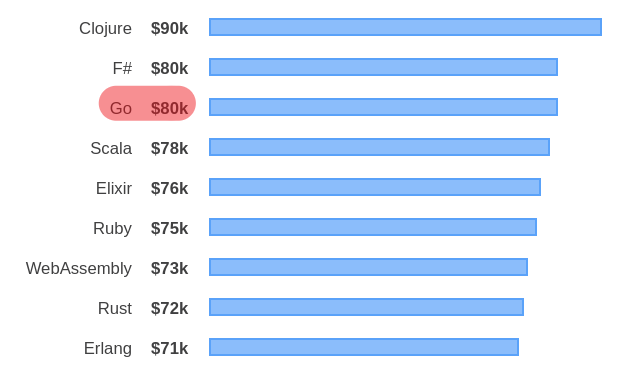 Clojure $90k
F# $80k
Go $80k
Scala $78k
Elixir $76k
Ruby $75k
WebAssembly $73k
Rust $72k
Erlang $71k